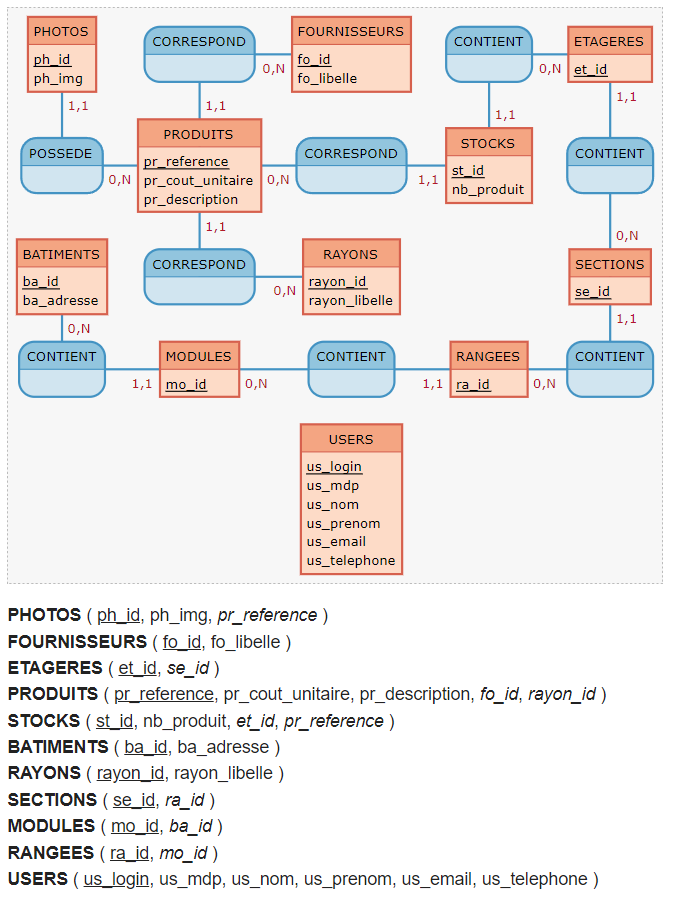 PHOTOS CORRESPOND FOURNISSEURS CONTIENT ETAGERES
ph_id fo_id et_id
ph_img 0,N fo_libelle 0,N
1,1 1,1 1,1 1,1
POSSEDE PRODUITS CORRESPOND STOCKS CONTIENT
pr_reference st_id
0,N pr_cout_unitaire 0,N 1,1 nb_produit
pr_description
1,1 0,N
BATIMENTS CORRESPOND RAYONS SECTIONS
ba_id rayon_id se_id
ba_adresse 0,N rayon_libelle
0,N 1,1
CONTIENT MODULES CONTIENT RANGEES CONTIENT
1,1 mo_id 0,N 1,1 ra_id 0,N
USERS
us_login
us_mdp
us_nom
us_prenom
us_email
us_telephone
PHOTOS ( ph_id, ph_img, pr_reference )
FOURNISSEURS ( fo_id, fo_libelle )
ETAGERES ( et_id, se_id )
PRODUITS ( pr_reference, pr_cout_unitaire, pr_description, fo_id, rayon_id )
STOCKS ( st_id, nb_produit, et_id, pr_reference )
BATIMENTS ( ba_id, ba_adresse )
RAYONS ( rayon_id, rayon_libelle )
SECTIONS ( se_id, ra_id )
MODULES ( mo_id, ba_id )
RANGEES ( ra_id, mo_id )
USERS ( us_login, us_mdp, us_nom, us_prenom, us_email, us_telephone )